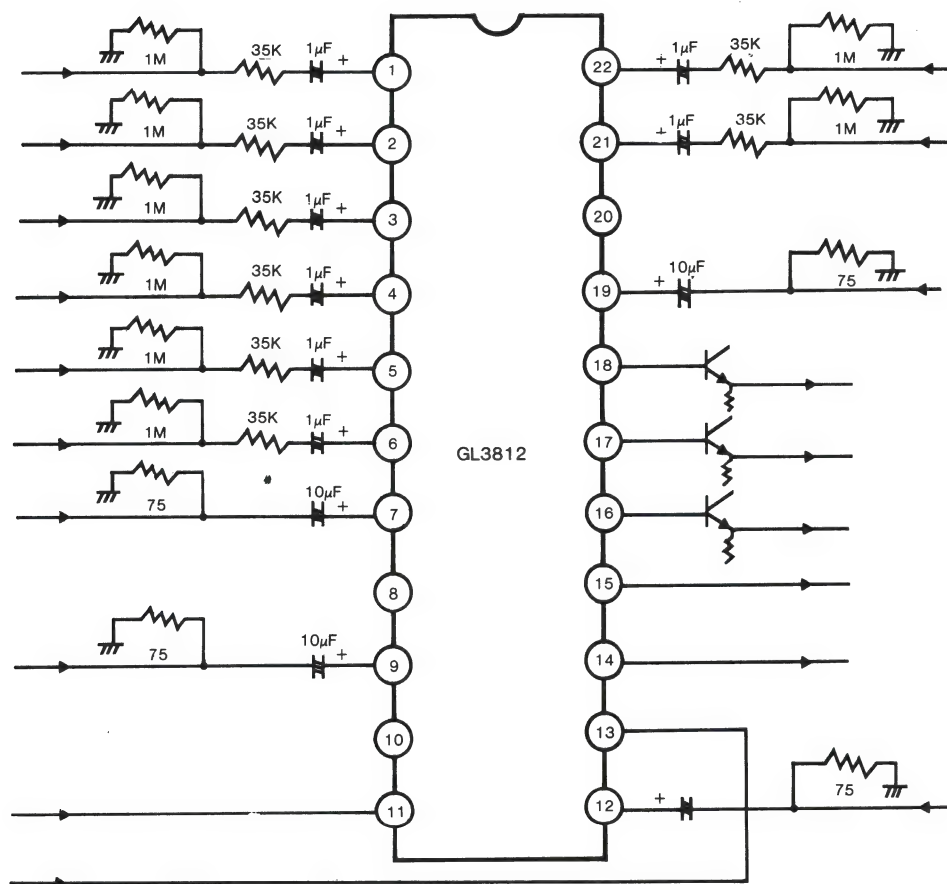 1M 35K 1μF + 1
22 + 1μF 35K 1M
1M 35K 1μF + 2
21 + 1μF 35K 1M
1M 35K 1μF + 3
20
1M 35K 1μF + 4
19 + 10μF 75
1M 35K 1μF + 5
18
1M 35K 1μF + 6
17
GL3812
75 10μF + 7
16
8
15
75 10μF + 9
14
10
13
11
12 + 75